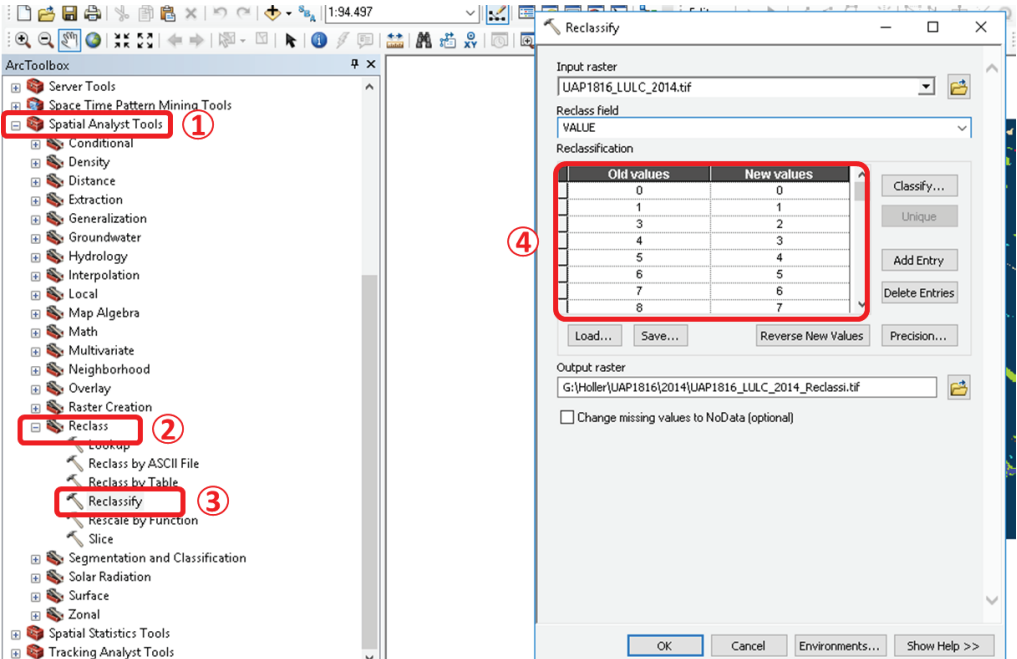 1:94.497
ArcToolbox
Server Tools
Space Time Pattern Mining Tools
Spatial Analyst Tools
①
Conditional
Density
Distance
Extraction
Generalization
Groundwater
Hydrology
Interpolation
Local
Map Algebra
Math
Multivariate
Neighborhood
Overlay
Raster Creation
Reclass
②
Lookup
Reclass by ASCII File
Reclass by Table
Reclassify
③
Rescale by Function
Slice
Segmentation and Classification
Solar Radiation
Surface
Zonal
Spatial Statistics Tools
Tracking Analyst Tools
Reclassify
Input raster
UAP1816_LULC_2014.tif
Reclass field
VALUE
Reclassification
④
Old values New values
0 0
1 1
3 2
4 3
5 4
6 5
7 6
8 7
Classify...
Unique
Add Entry
Delete Entries
Load... Save... Reverse New Values Precision...
Output raster
G:\Holler\UAP1816\2014\UAP1816_LULC_2014_Reclassi.tif
Change missing values to NoData (optional)
OK Cancel Environments... Show Help >>